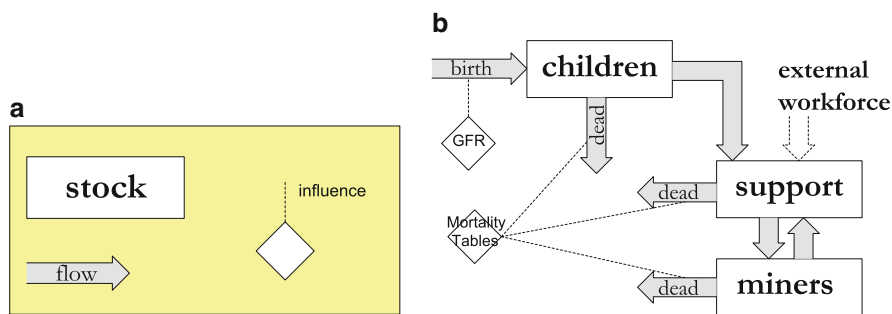 a
stock
influence
flow
b
birth
children
dead
external
workforce
GFR
dead
support
Mortality
Tables
dead
miners